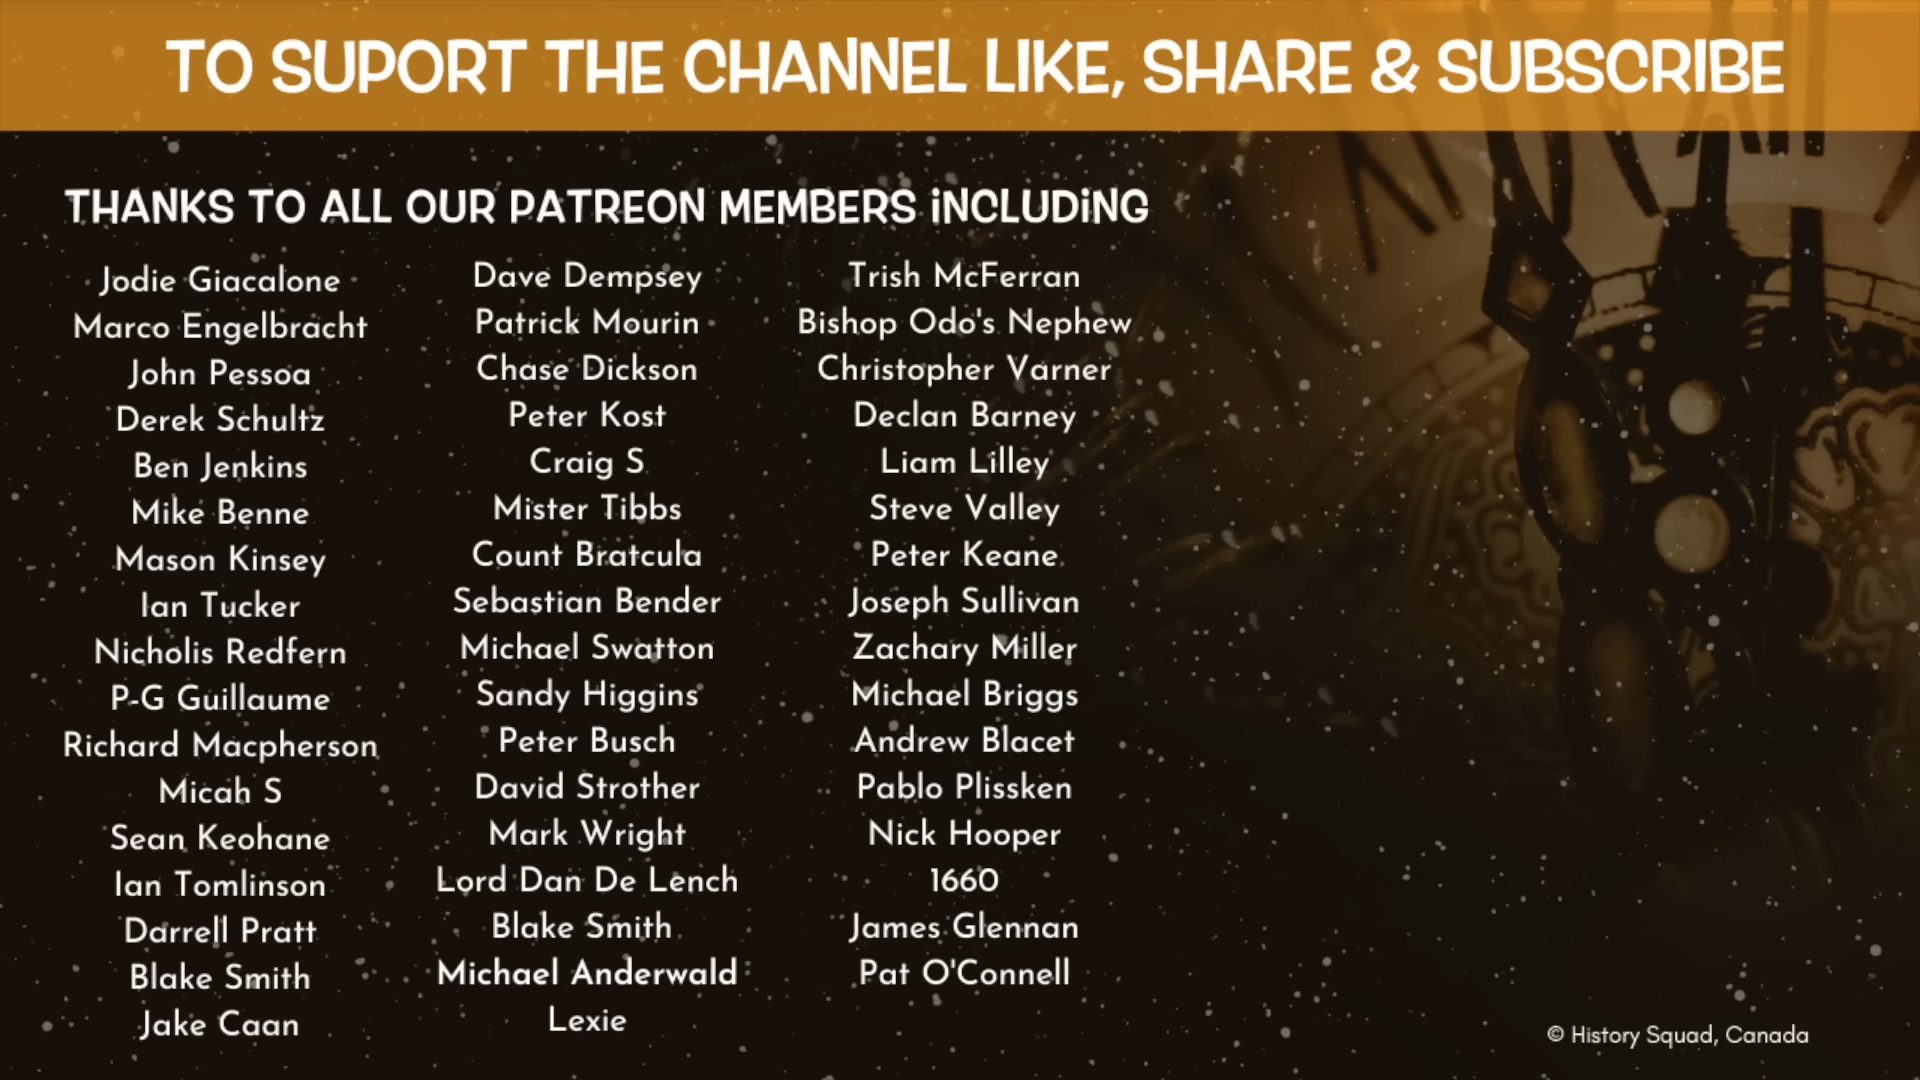 TO SUPORT THE CHANNEL LIKE, SHARE & SUBSCRIBE
THANKS TO ALL OUR PATREON MEMBERS iNCLUDiNG
Jodie Giacalone
Marco Engelbracht
John Pessoa
Derek Schultz
Ben Jenkins
Mike Benne
Mason Kinsey
Ian Tucker
Nicholis Redfern
P-G Guillaume
Richard Macpherson
Micah S
Sean Keohane
Ian Tomlinson
Darrell Pratt
Blake Smith
Jake Caan
Dave Dempsey
Patrick Mourin
Chase Dickson
Peter Kost
Craig S
Mister Tibbs
Count Bratcula
Sebastian Bender
Michael Swatton
Sandy Higgins
Peter Busch
David Strother
Mark Wright
Lord Dan De Lench
Blake Smith
Michael Anderwald
Lexie
Trish McFerran
Bishop Odo's Nephew
Christopher Varner
Declan Barney
Liam Lilley
Steve Valley
Peter Keane
Joseph Sullivan
Zachary Miller
Michael Briggs
Andrew Blacet
Pablo Plissken
Nick Hooper
1660
James Glennan
Pat O'Connell
© History Squad, Canada